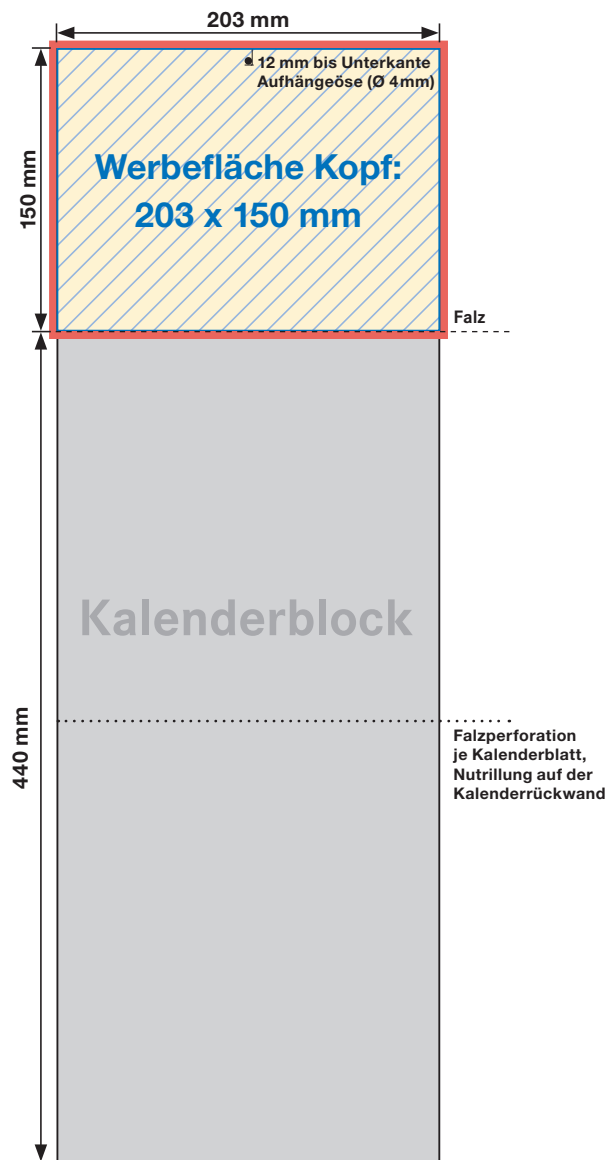 203 mm
12 mm bis Unterkante
Aufhängeöse (Ø 4mm)
150 mm
Werbefläche Kopf:
203 x 150 mm
Falz
Kalenderblock
440 mm
Falzperforation
je Kalenderblatt,
Nutrillung auf der
Kalenderrückwand